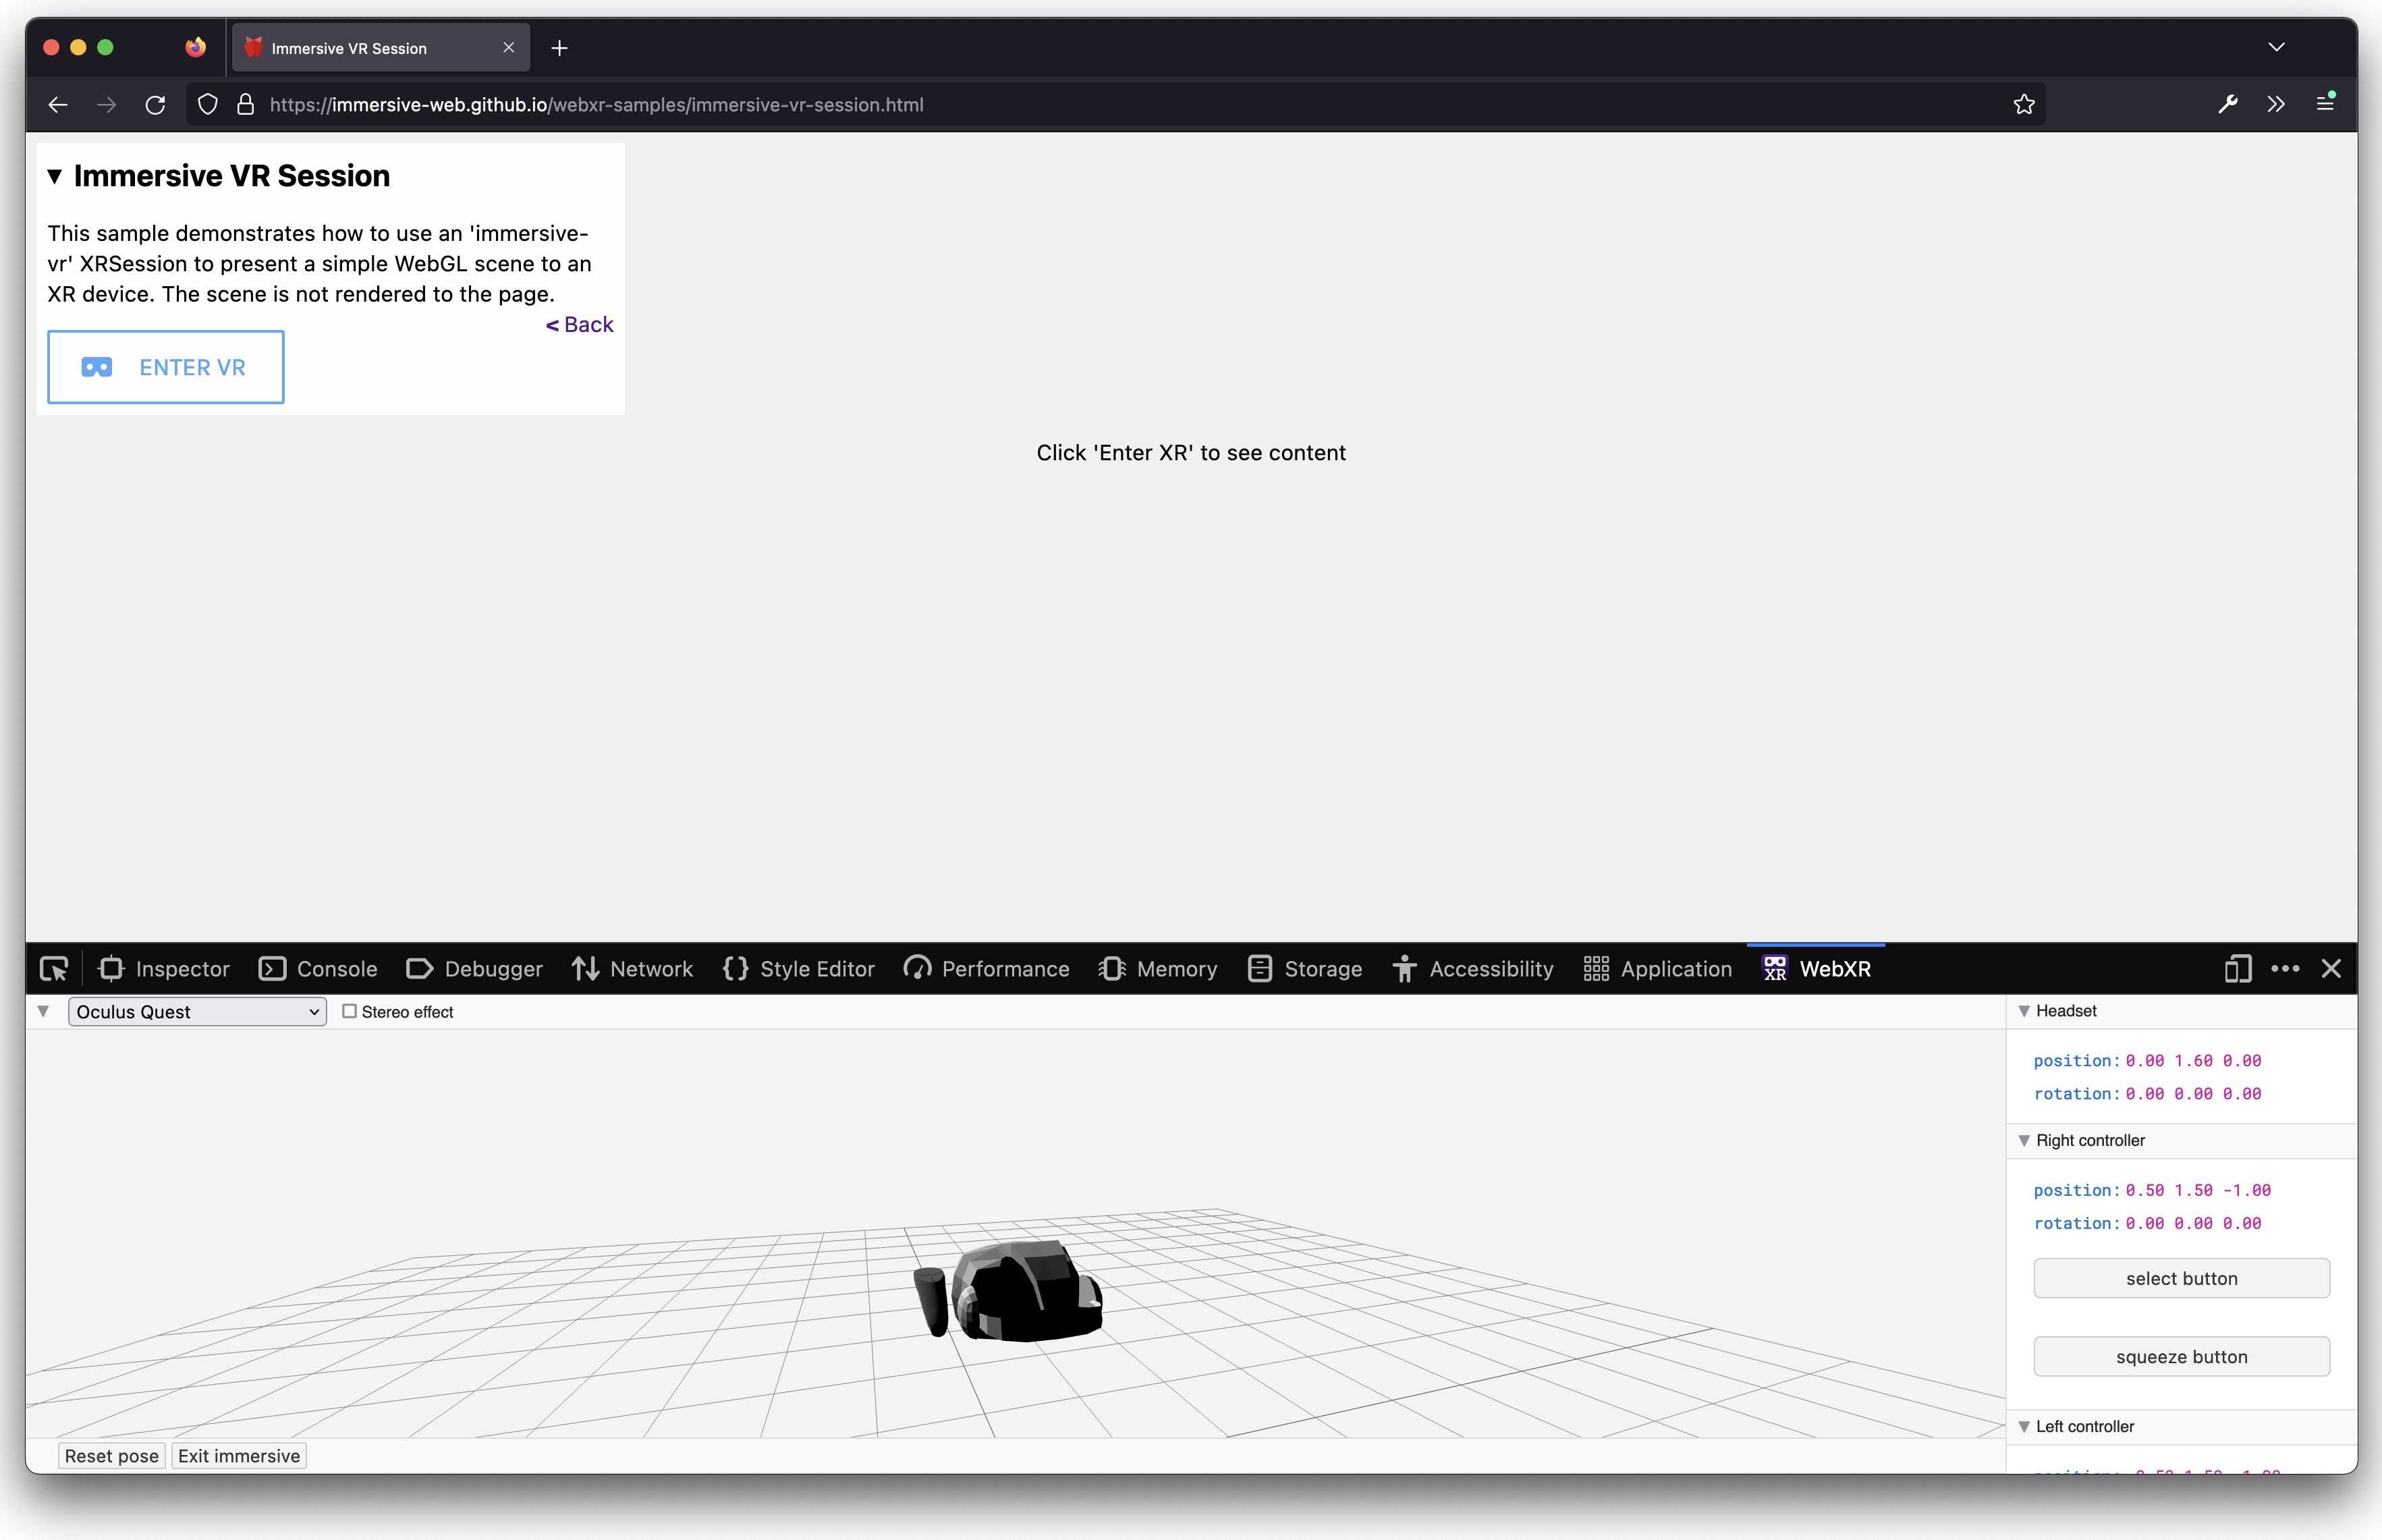 Immersive VR Session
https://immersive-web.github.io/webxr-samples/immersive-vr-session.html
Immersive VR Session
This sample demonstrates how to use an 'immersive-
vr' XRSession to present a simple WebGL scene to an
XR device. The scene is not rendered to the page.
< Back
ENTER VR
Click 'Enter XR' to see content
Inspector Console Debugger Network Style Editor Performance Memory Storage Accessibility Application XR WebXR
Oculus Quest Stereo effect
Headset
position: 0.00 1.60 0.00
rotation: 0.00 0.00 0.00
Right controller
position: 0.50 1.50 -1.00
rotation: 0.00 0.00 0.00
select button
squeeze button
Left controller
Reset pose Exit immersive